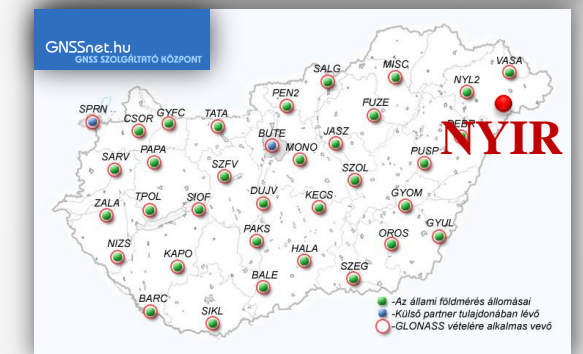 GNSSnet.hu
GNSS SZOLGÁLTATÓ KÖZPONT
VASA
MISC
SALG
NYL2
PEN2
FUZE
SPRN
GYFC
CSOR
TATA
BUTE
JASZ
NYIR
MONO
PUSP
SARV
PAPA
SZFV
SZOL
ZALA
TPOL
SIOF
DUJV
KECS
GYOM
PAKS
OROS
GYUL
NIZS
KAPO
HALA
BALE
SZEG
BARC
SIKL
-Az állami földmérés állomásai
-Külső partner tulajdonában lévő
-GLONASS vételére alkalmas vevő